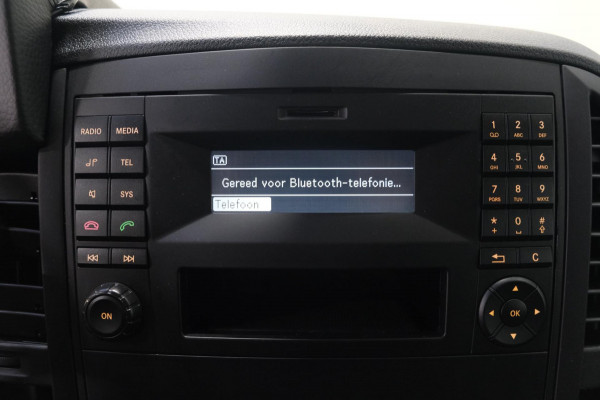 RADIO MEDIA
TEL
SYS
ON
TA
Gereed voor Bluetooth-telefonie...
Telefoon
1 2 ABC 3 DEF
4 GHI 5 JKL 6 MNO
7 PQRS 8 TUV 9 WXYZ
* + 0 #
C
OK